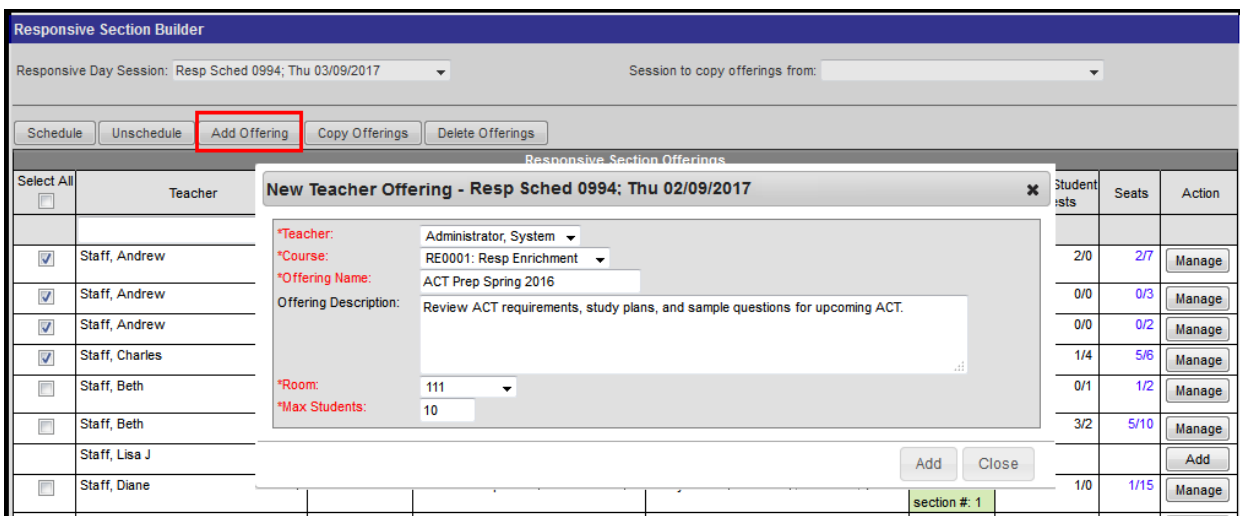 Responsive Section Builder
Responsive Day Session: Resp Sched 0994; Thu 03/09/2017 Session to copy offerings from:
Schedule Unschedule Add Offering Copy Offerings Delete Offerings
Responsive Section Offerings
Select All Teacher Student Seats Action
New Teacher Offering - Resp Sched 0994; Thu 02/09/2017
*Teacher: Administrator, System
*Course: RE0001: Resp Enrichment
*Offering Name: ACT Prep Spring 2016
Offering Description: Review ACT requirements, study plans, and sample questions for upcoming ACT.
*Room: 111
*Max Students: 10
Add Close
Staff, Andrew 2/0 2/7 Manage
Staff, Andrew 0/0 0/3 Manage
Staff, Andrew 0/0 0/2 Manage
Staff, Charles 1/4 5/6 Manage
Staff, Beth 0/1 1/2 Manage
Staff, Beth 3/2 5/10 Manage
Staff, Lisa J Add
Staff, Diane 1/0 1/15 Manage
section #: 1